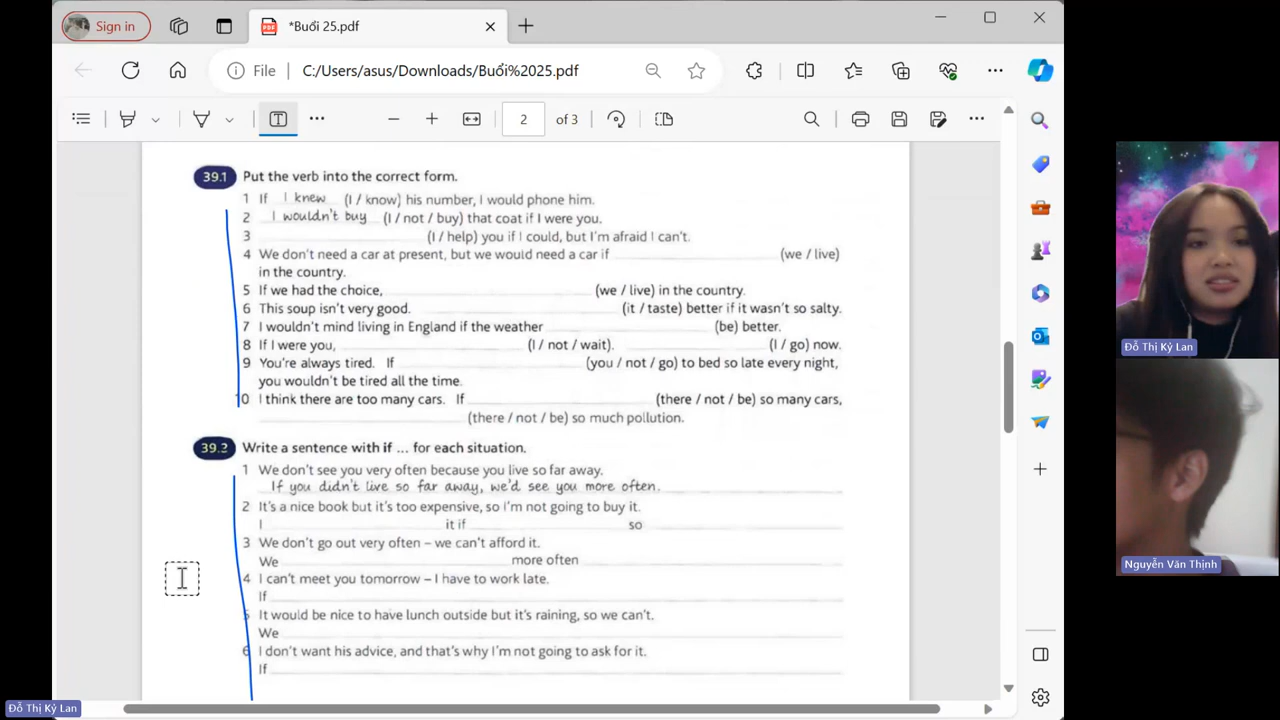 Sign in
*Buổi 25.pdf
File
C:/Users/asus/Downloads/Buổi%2025.pdf
2 of 3
39.1 Put the verb into the correct form.
1 If I knew (I / know) his number, I would phone him.
2 I wouldn't buy (I / not / buy) that coat if I were you.
3 (I / help) you if I could, but I'm afraid I can't.
4 We don't need a car at present, but we would need a car if (we / live)
in the country.
5 If we had the choice, (we / live) in the country.
6 This soup isn't very good. (it / taste) better if it wasn't so salty.
7 I wouldn't mind living in England if the weather (be) better.
8 If I were you, (I / not / wait). (I / go) now.
9 You're always tired. If (you / not / go) to bed so late every night,
you wouldn't be tired all the time.
10 I think there are too many cars. If (there / not / be) so many cars,
(there / not / be) so much pollution.
39.2 Write a sentence with if ... for each situation.
1 We don't see you very often because you live so far away.
If you didn't live so far away, we'd see you more often.
2 It's a nice book but it's too expensive, so I'm not going to buy it.
I it if so
3 We don't go out very often – we can't afford it.
We more often
4 I can't meet you tomorrow – I have to work late.
If
5 It would be nice to have lunch outside but it's raining, so we can't.
We
6 I don't want his advice, and that's why I'm not going to ask for it.
If
Đỗ Thị Kỷ Lan
Nguyễn Văn Thịnh
Đỗ Thị Kỷ Lan